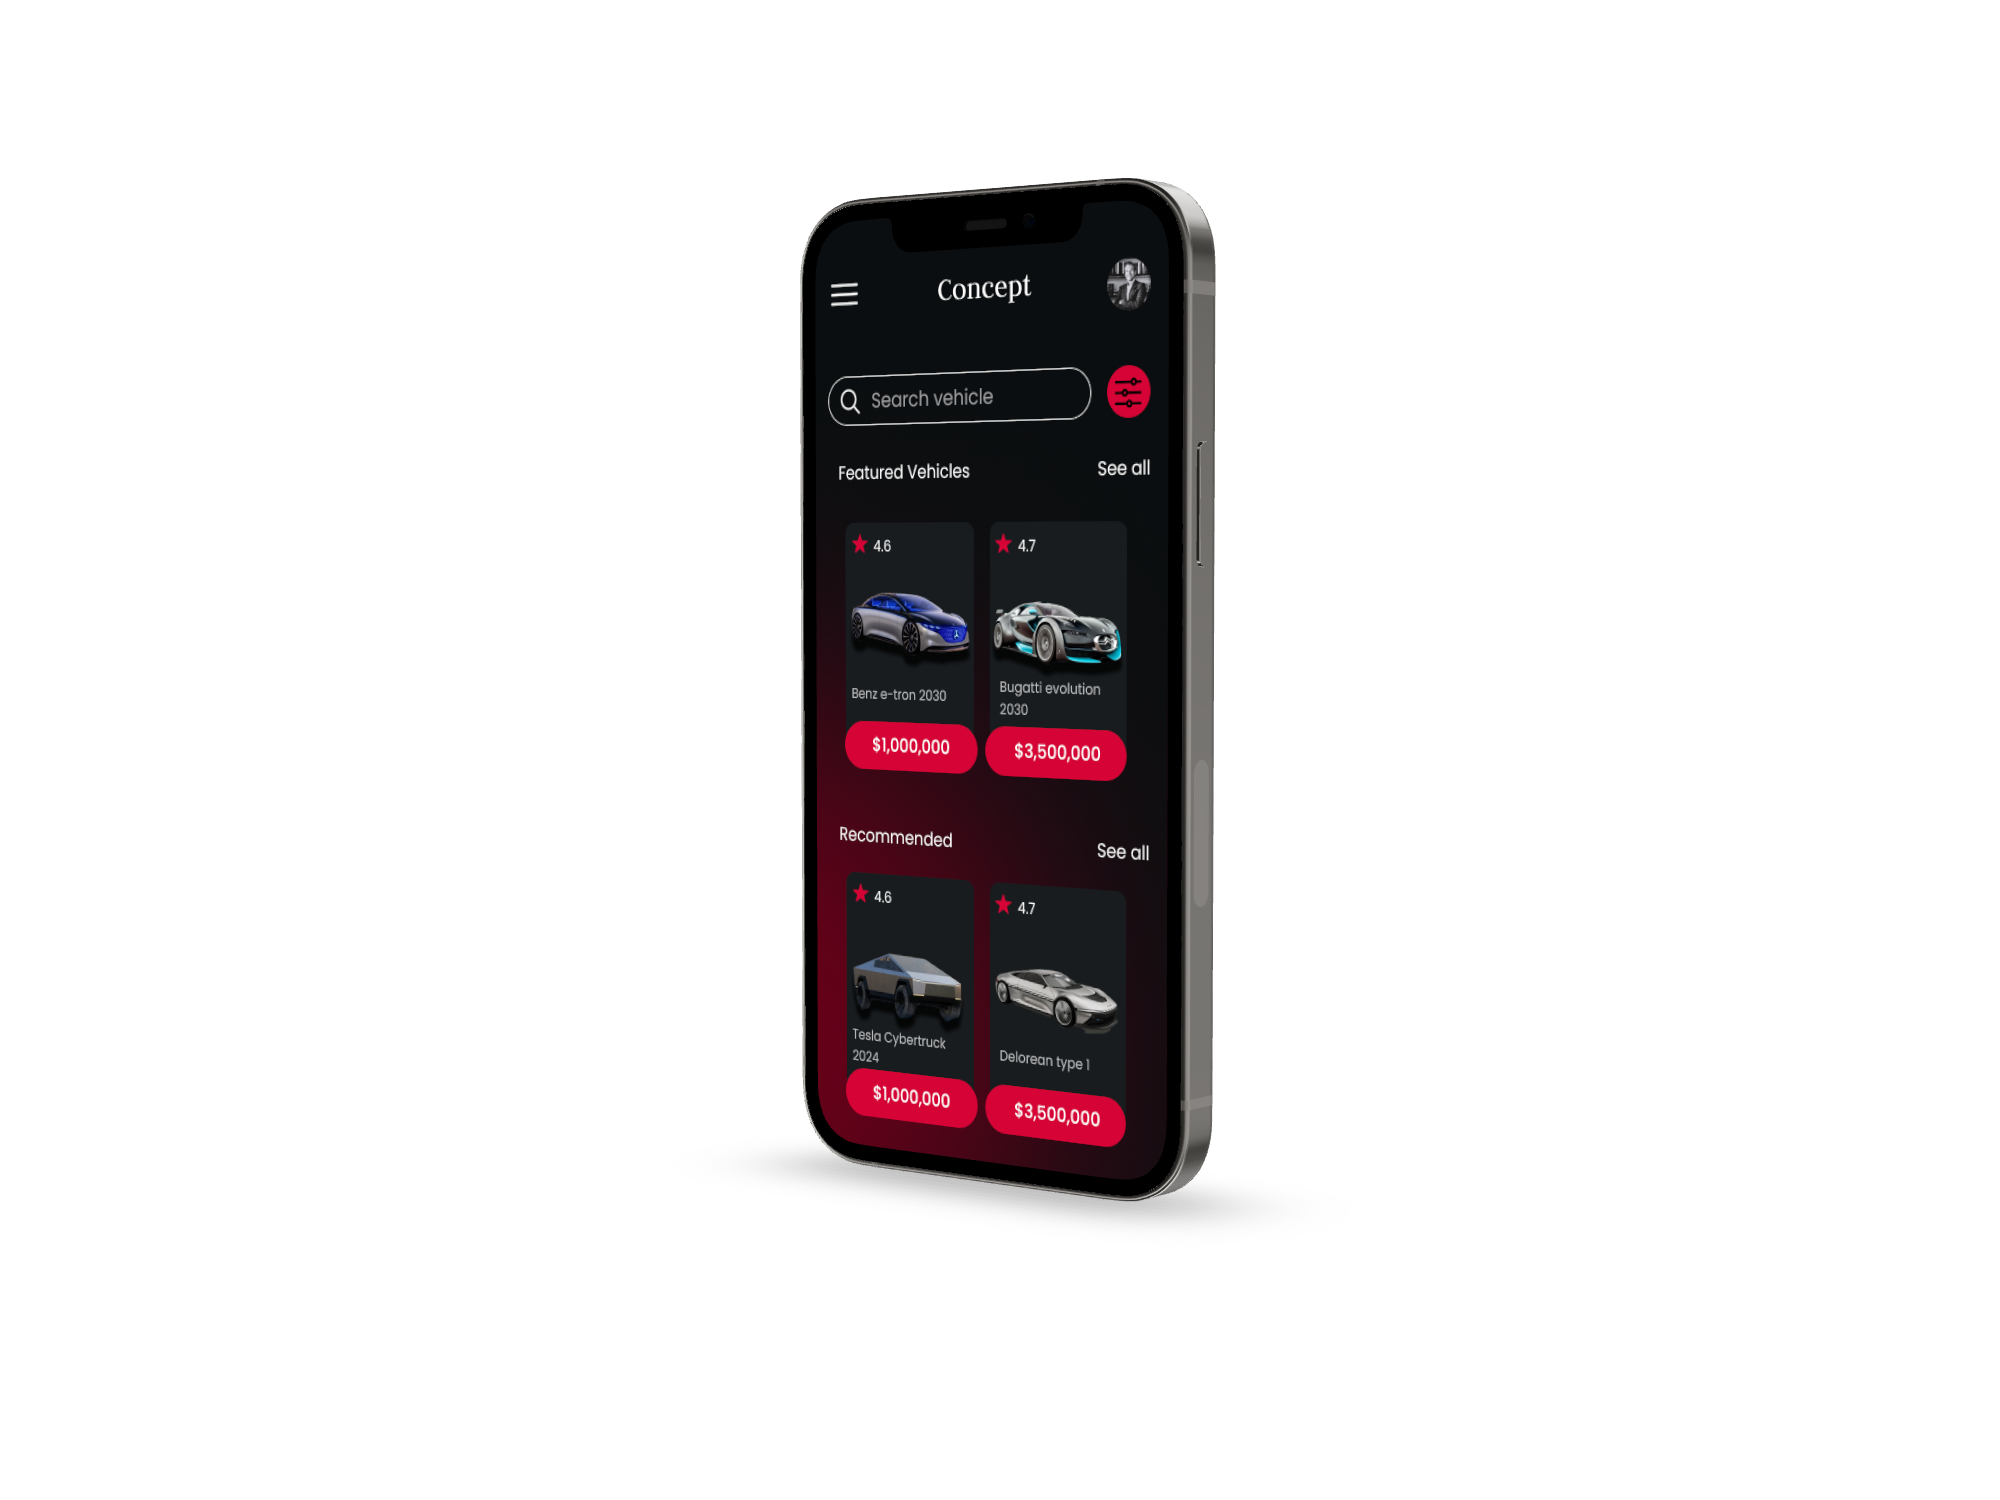 Concept
Search vehicle
Featured Vehicles
See all
4.6
4.7
Benz e-tron 2030
Bugatti evolution
2030
$1,000,000
$3,500,000
Recommended
See all
4.6
4.7
Tesla Cybertruck
2024
Delorean type 1
$1,000,000
$3,500,000